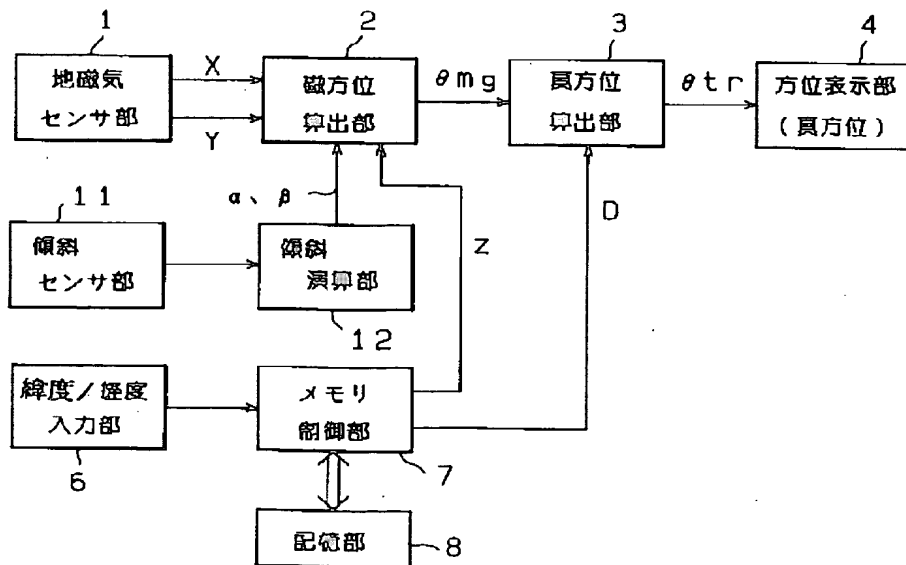 1
地磁気
センサ部
X
Y
2
磁方位
算出部
θmg
3
真方位
算出部
θtr
4
方位表示部
(真方位)
11
傾斜
センサ部
α、β
傾斜
演算部
12
Z
D
緯度/経度
入力部
6
メモリ
制御部
7
記憶部
8